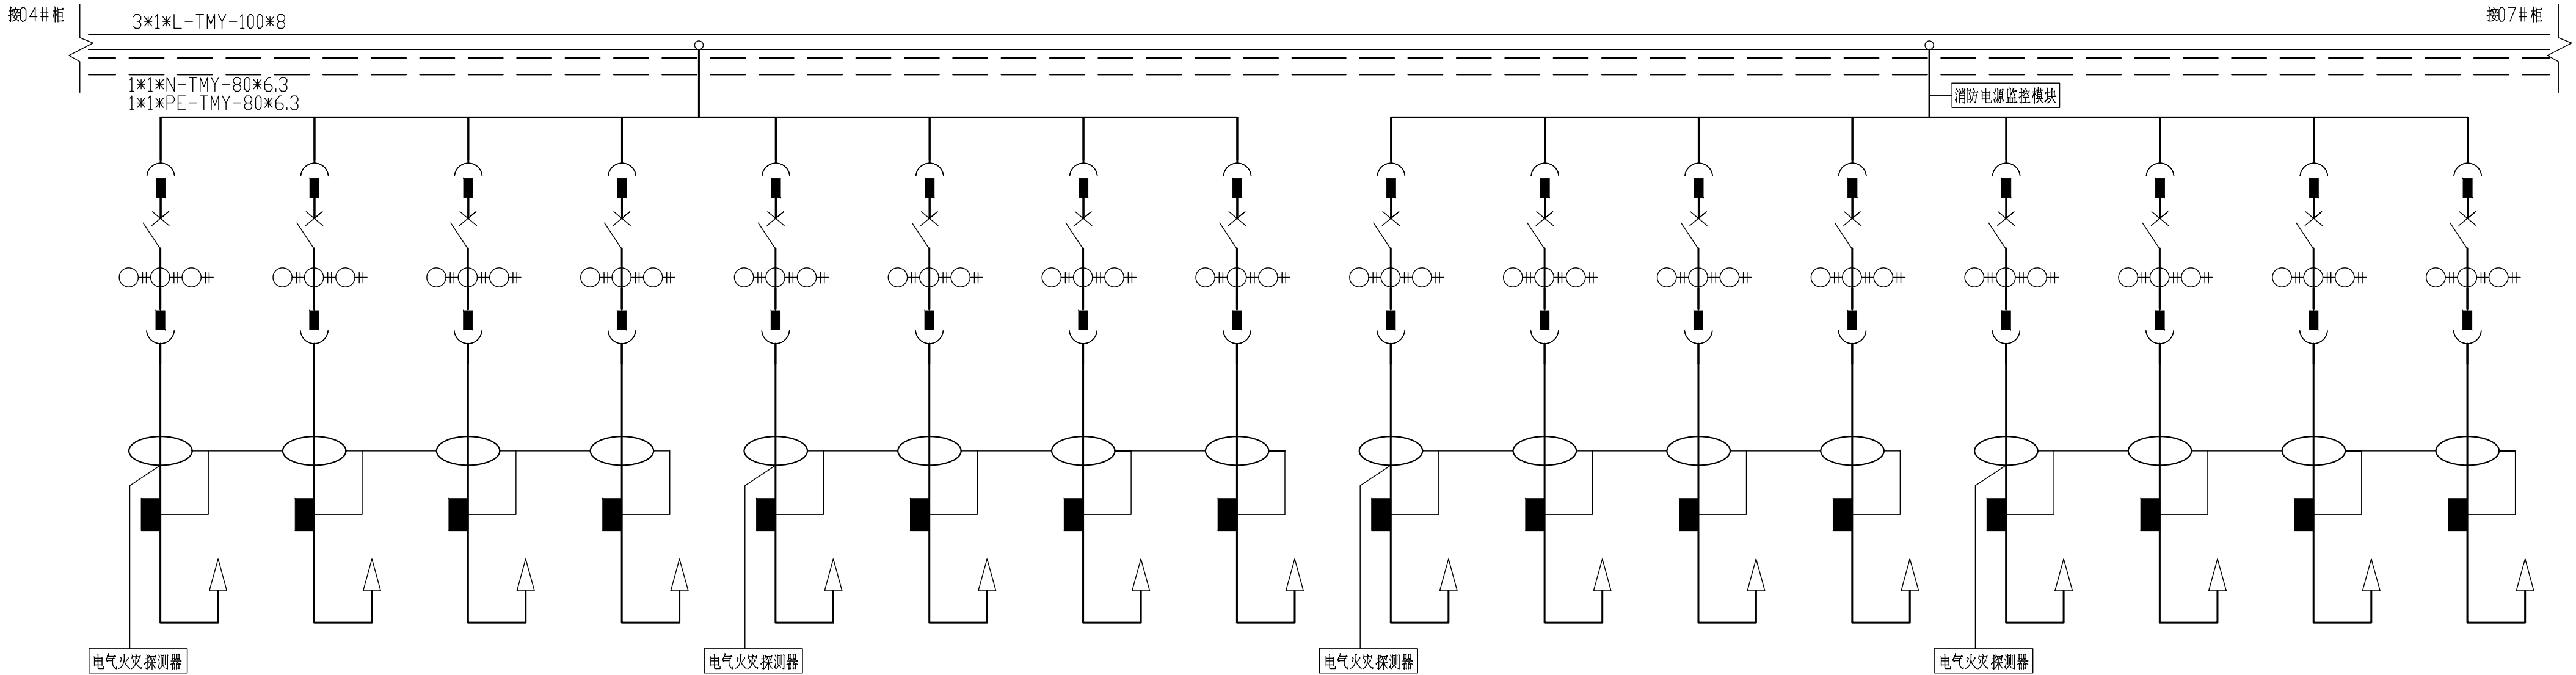 接04#柜
3*1*L-TMY-100*8
接07#柜
1*1*N-TMY-80*6.3
1*1*PE-TMY-80*6.3
消防电源监控模块
电气火灾探测器
电气火灾探测器
电气火灾探测器
电气火灾探测器